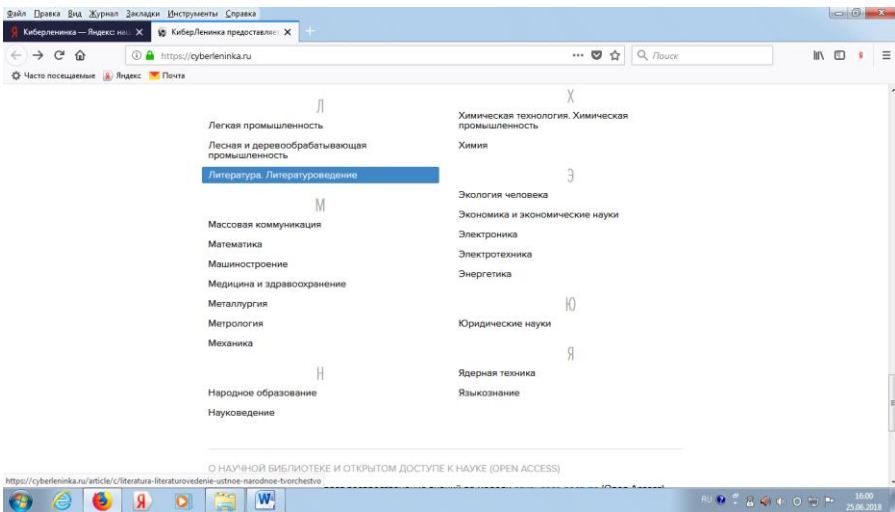 Файл Правка Вид Журнал Закладки Инструменты Справка
Киберленинка — Яндекс: наш
КиберЛенинка предоставляет
https://cyberleninka.ru
Поиск
Часто посещаемые Яндекс Почта
Л
Легкая промышленность
Лесная и деревообрабатывающая
промышленность
Литература. Литературоведение
М
Массовая коммуникация
Математика
Машиностроение
Медицина и здравоохранение
Металлургия
Метрология
Механика
Н
Народное образование
Науковедение
Х
Химическая технология. Химическая
промышленность
Химия
Э
Экология человека
Экономика и экономические науки
Электроника
Электротехника
Энергетика
Ю
Юридические науки
Я
Ядерная техника
Языкознание
О НАУЧНОЙ БИБЛИОТЕКЕ И ОТКРЫТОМ ДОСТУПЕ К НАУКЕ (OPEN ACCESS)
https://cyberleninka.ru/article/c/literatura-literaturovedenie-ustnoe-narodnoe-tvorchestvo
RU
16:00
25.06.2018